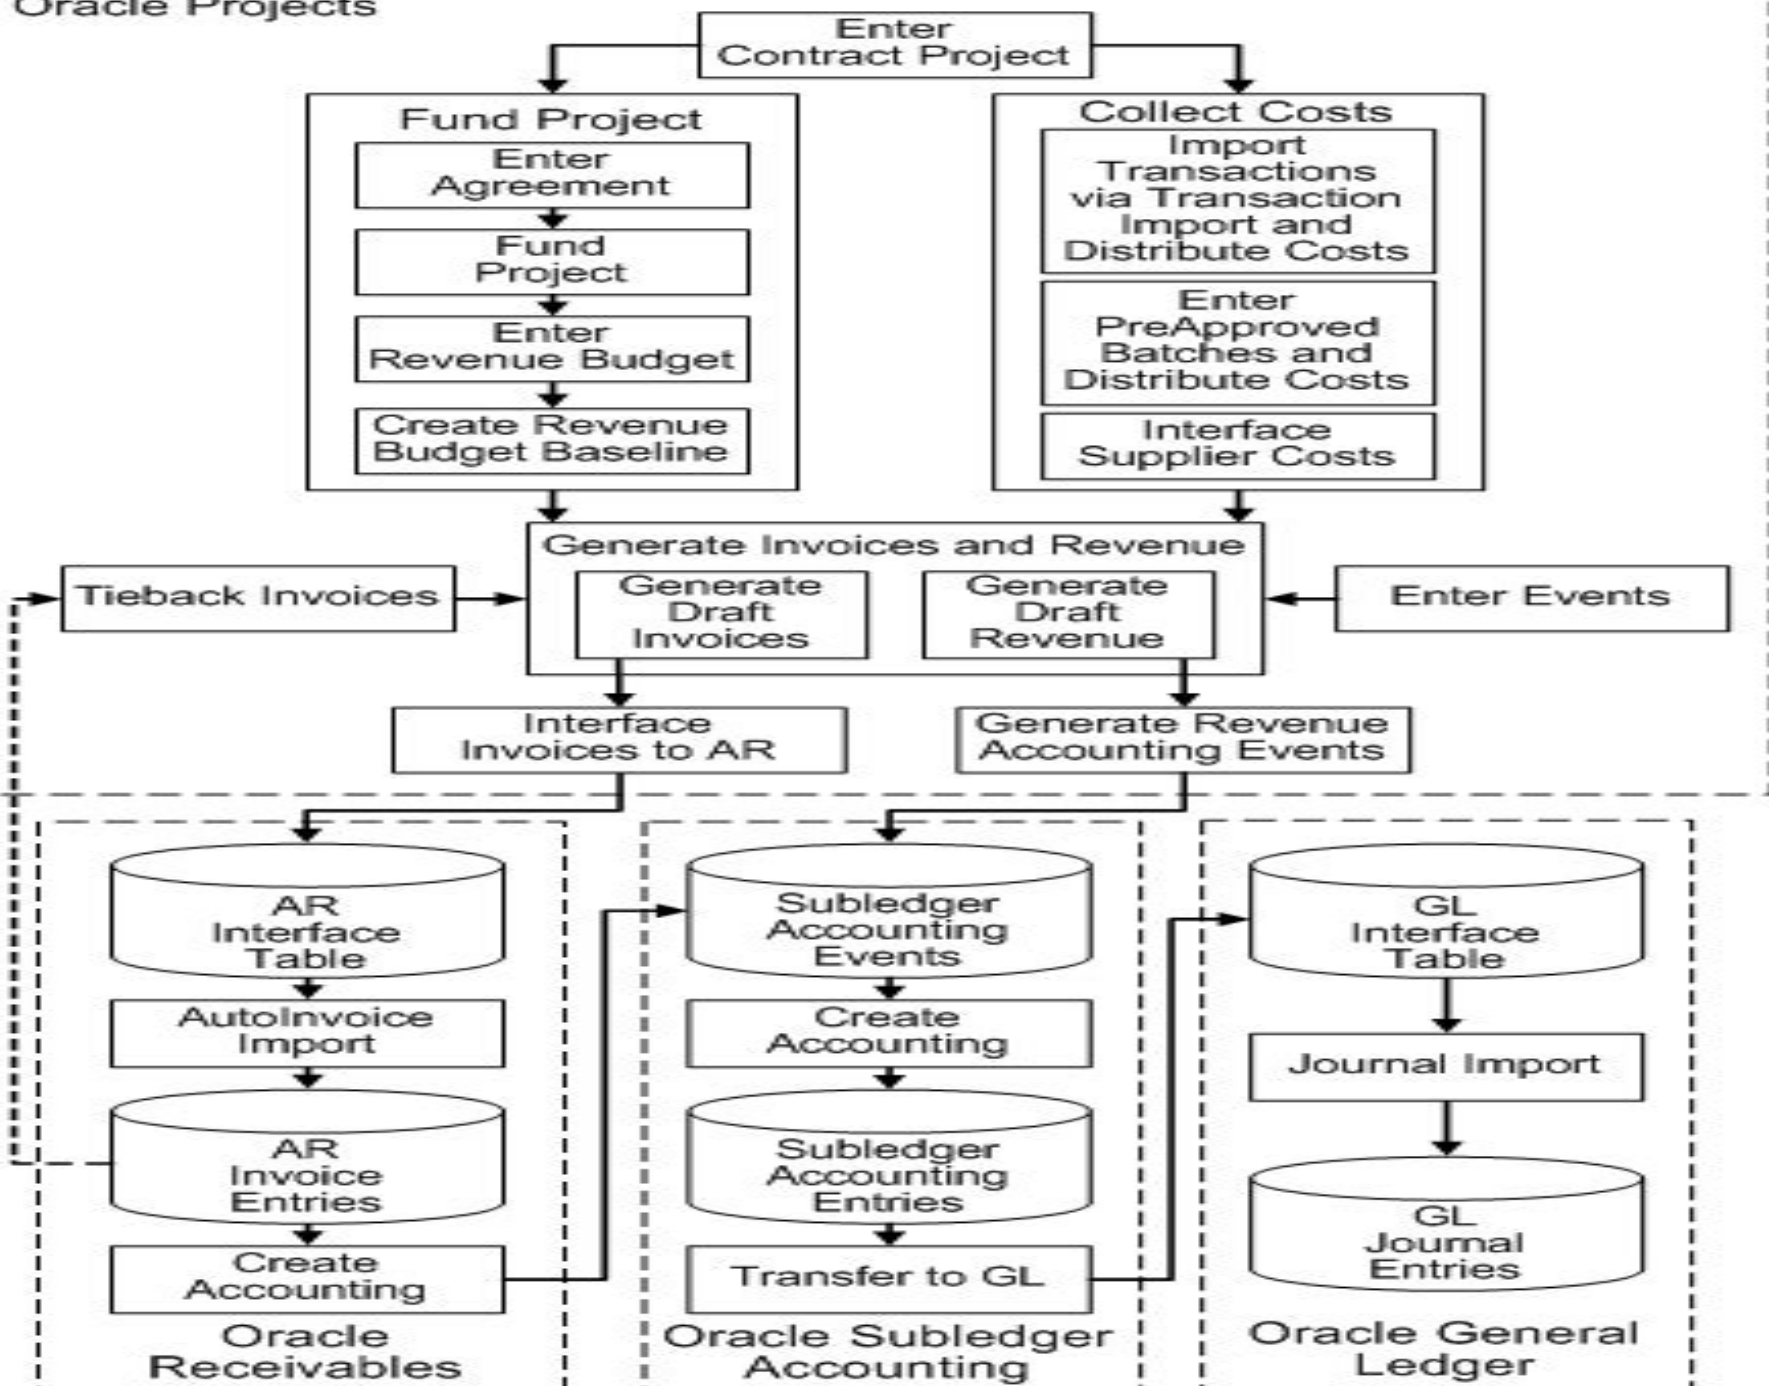 Oracle Projects
Enter
Contract Project
Fund Project
Enter
Agreement
Fund
Project
Enter
Revenue Budget
Create Revenue
Budget Baseline
Collect Costs
Import
Transactions
via Transaction
Import and
Distribute Costs
Enter
PreApproved
Batches and
Distribute Costs
Interface
Supplier Costs
Generate Invoices and Revenue
Tieback Invoices
Generate
Draft
Invoices
Generate
Draft
Revenue
Enter Events
Interface
Invoices to AR
Generate Revenue
Accounting Events
AR
Interface
Table
AutoInvoice
Import
AR
Invoice
Entries
Create
Accounting
Oracle
Receivables
Subledger
Accounting
Events
Create
Accounting
Subledger
Accounting
Entries
Transfer to GL
Oracle Subledger
Accounting
GL
Interface
Table
Journal Import
GL
Journal
Entries
Oracle General
Ledger